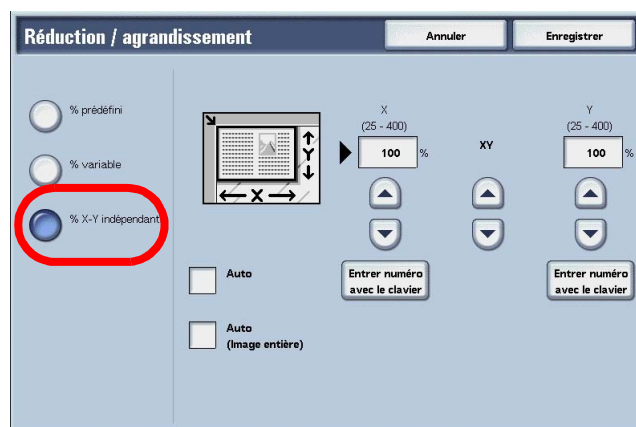 Réduction / agrandissement
Annuler
Enregistrer
% prédéfini
% variable
% X-Y indépendant
Y
X
X
(25 - 400)
100 %
XY
Y
(25 - 400)
100 %
Auto
Auto
(Image entière)
Entrer numéro
avec le clavier
Entrer numéro
avec le clavier